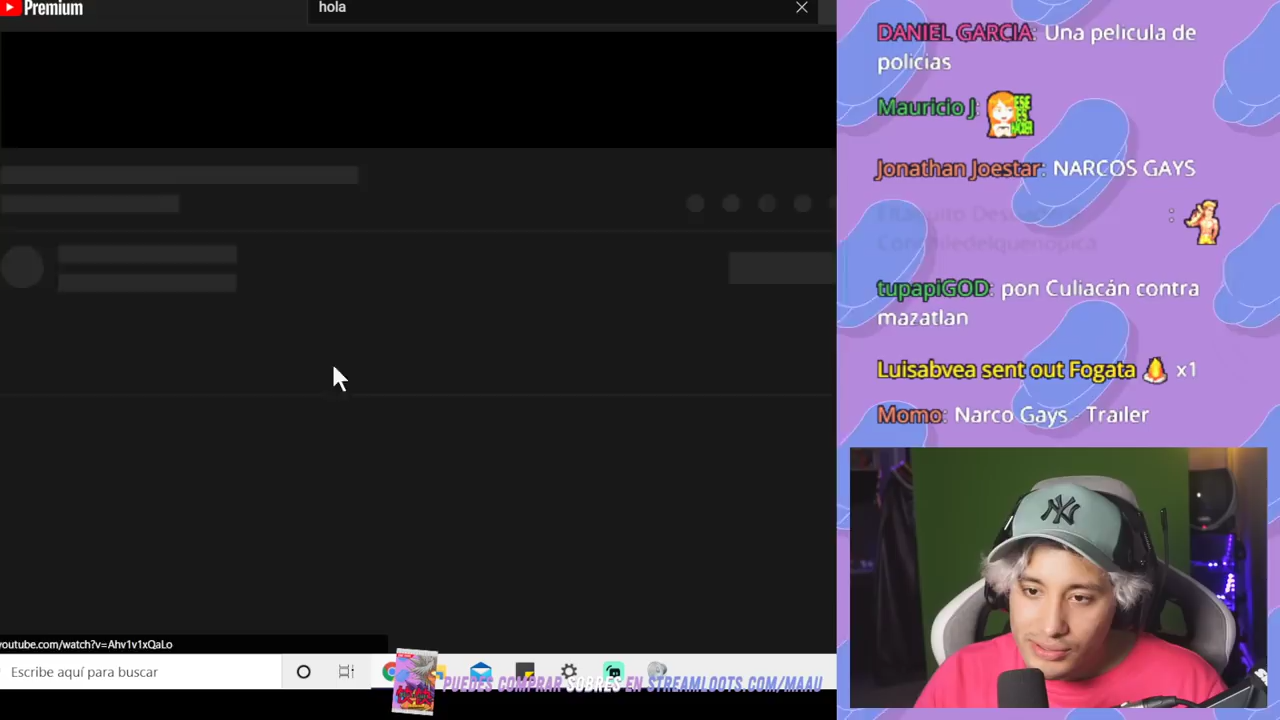 Premium
hola
DANIEL GARCIA: Una pelicula de
policias
Mauricio J:
Jonathan Joestar: NARCOS GAYS
:
tupapiGOD: pon Culiacán contra
mazatlan
Luisabvea sent out Fogata x1
Momo: Narco Gays - Trailer
youtube.com/watch?v=Ahv1v1xQaLo
Escribe aquí para buscar
PUEDES COMPRAR SOBRES EN STREAMLOOTS.COM/MAAU
NY